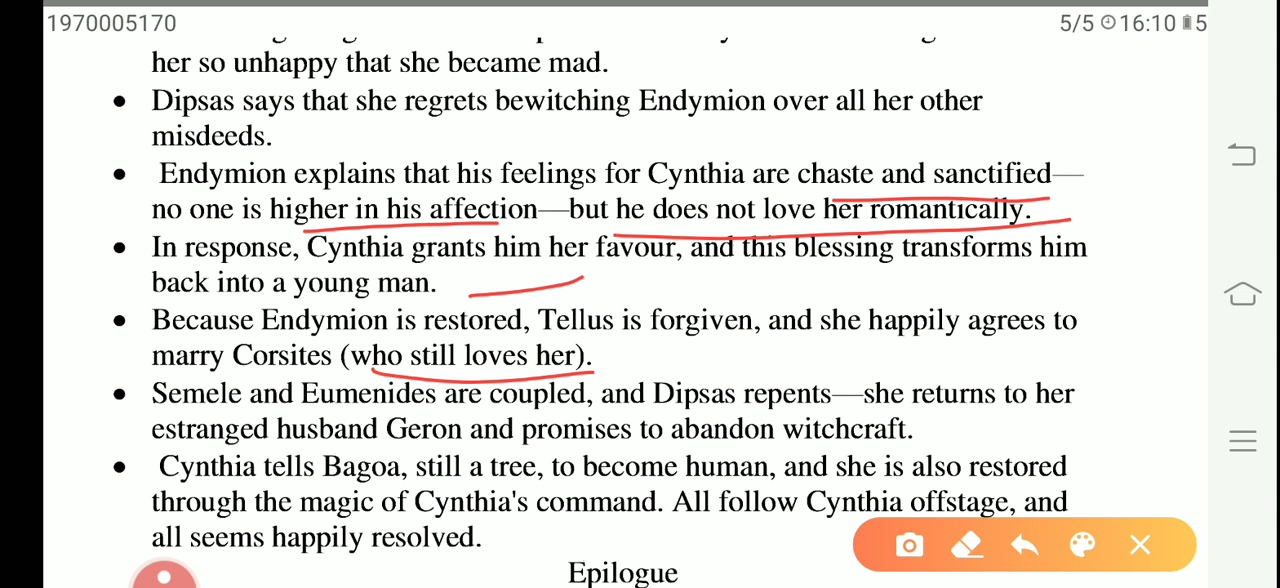 1970005170
5/5 16:10 5
her so unhappy that she became mad.
• Dipsas says that she regrets bewitching Endymion over all her other
misdeeds.
• Endymion explains that his feelings for Cynthia are chaste and sanctified—
no one is higher in his affection—but he does not love her romantically.
• In response, Cynthia grants him her favour, and this blessing transforms him
back into a young man.
• Because Endymion is restored, Tellus is forgiven, and she happily agrees to
marry Corsites (who still loves her).
• Semele and Eumenides are coupled, and Dipsas repents—she returns to her
estranged husband Geron and promises to abandon witchcraft.
• Cynthia tells Bagoa, still a tree, to become human, and she is also restored
through the magic of Cynthia's command. All follow Cynthia offstage, and
all seems happily resolved.
Epilogue